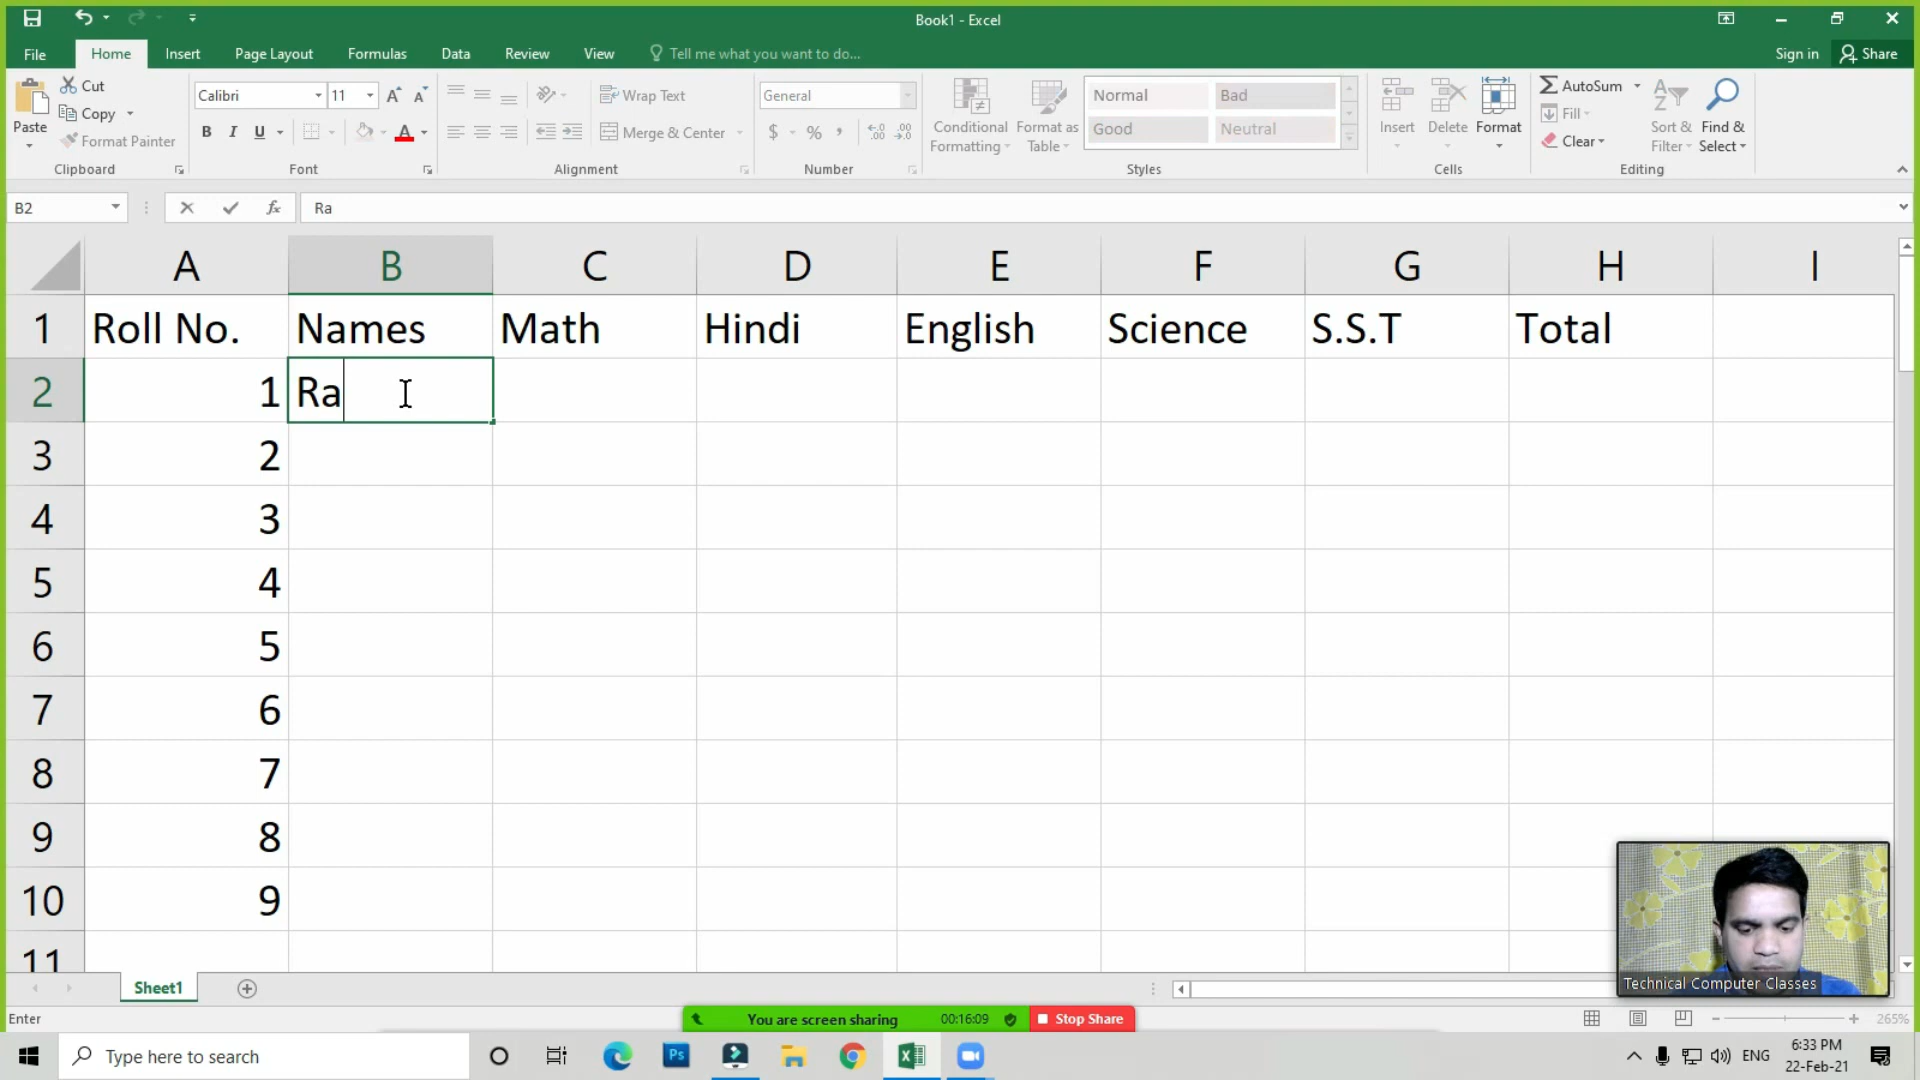 Book1 - Excel
File Home Insert Page Layout Formulas Data Review View Tell me what you want to do... Sign in Share
Paste Cut Copy Format Painter
Clipboard
Calibri 11
B I U A
Font
Wrap Text
Merge & Center
Alignment
General
$ %
Number
Conditional Formatting
Format as Table
Normal Bad
Good Neutral
Styles
Insert Delete Format
Cells
AutoSum
Fill
Clear
Sort & Filter
Find & Select
Editing
B2 fx Ra
A B C D E F G H I
1 Roll No. Names Math Hindi English Science S.S.T Total
2 1 Ra
3 2
4 3
5 4
6 5
7 6
8 7
9 8
10 9
11
Technical Computer Classes
Sheet1
Enter
You are screen sharing 00:16:09 Stop Share
265%
Type here to search
Ps
ENG
6:33 PM
22-Feb-21